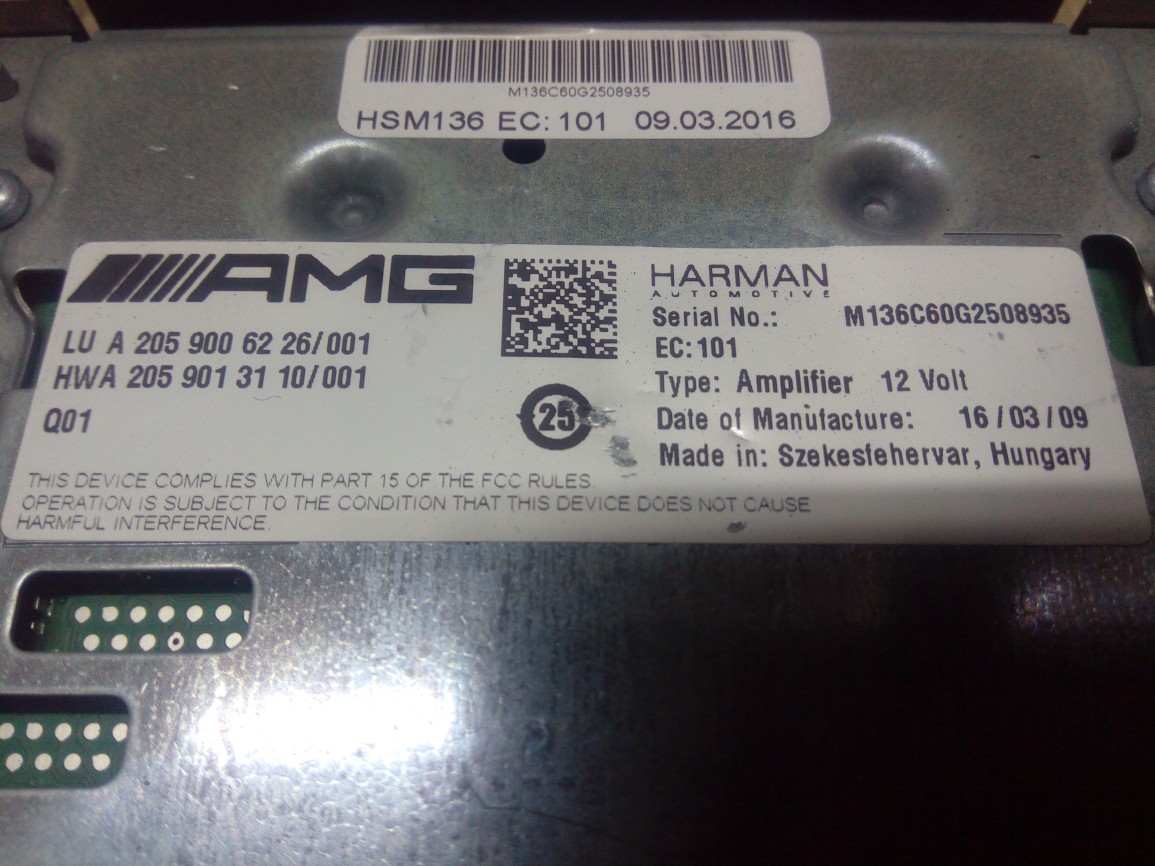 M136C60G2508935
HSM136 EC: 101 09.03.2016
AMG
LU A 205 900 62 26/001
HWA 205 901 31 10/001
Q01
25
HARMAN
AUTOMOTIVE
Serial No.: M136C60G2508935
EC: 101
Type: Amplifier 12 Volt
Date of Manufacture: 16/03/09
Made in: Szekesfehervar, Hungary
THIS DEVICE COMPLIES WITH PART 15 OF THE FCC RULES.
OPERATION IS SUBJECT TO THE CONDITION THAT THIS DEVICE DOES NOT CAUSE
HARMFUL INTERFERENCE.